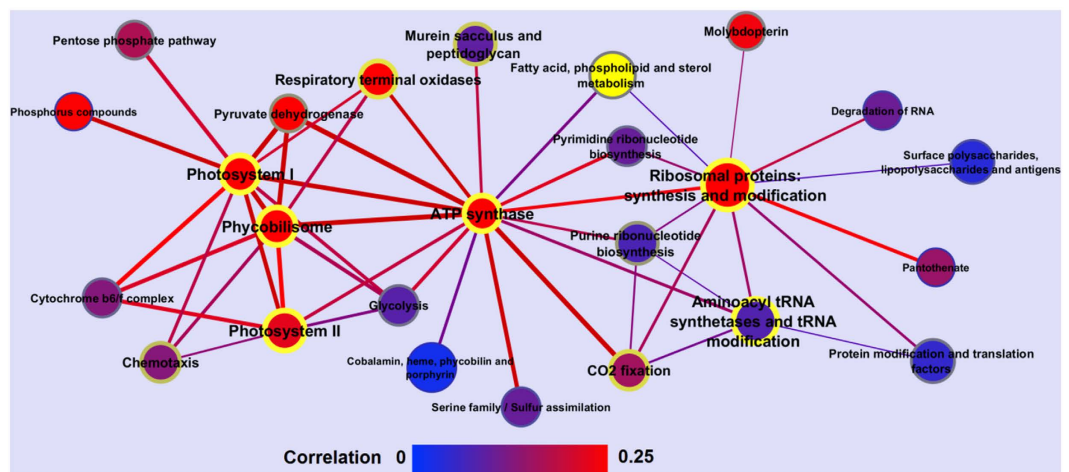 Pentose phosphate pathway
Murein sacculus and
peptidoglycan
Molybdopterin
Respiratory terminal oxidases
Fatty acid, phospholipid and sterol
metabolism
Phosphorus compounds
Pyruvate dehydrogenase
Degradation of RNA
Pyrimidine ribonucleotide
biosynthesis
Surface polysaccharides,
lipopolysaccharides and antigens
Photosystem I
Ribosomal proteins:
synthesis and modification
ATP synthase
Phycobilisome
Purine ribonucleotide
biosynthesis
Pantothenate
Cytochrome b6/f complex
Glycolysis
Aminoacyl tRNA
synthetases and tRNA
modification
Photosystem II
Chemotaxis
Cobalamin, heme, phycobilin and
porphyrin
CO2 fixation
Protein modification and translation
factors
Serine family / Sulfur assimilation
Correlation 0 0.25